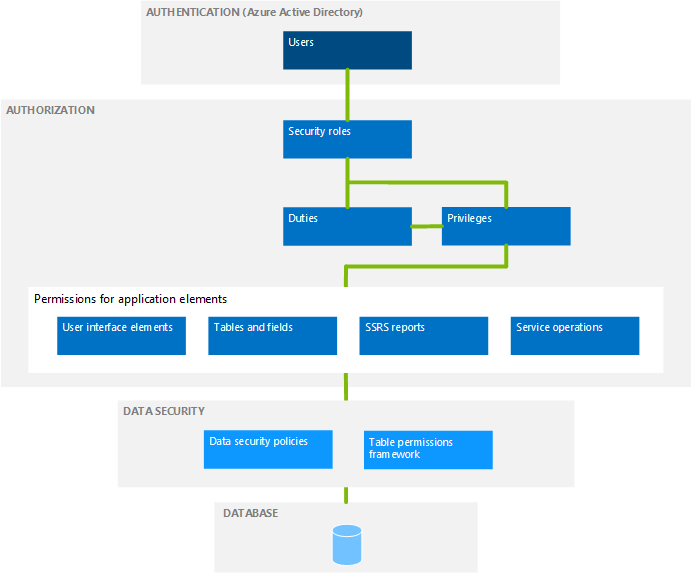 AUTHENTICATION (Azure Active Directory)
Users
AUTHORIZATION
Security roles
Duties
Privileges
Permissions for application elements
User interface elements
Tables and fields
SSRS reports
Service operations
DATA SECURITY
Data security policies
Table permissions
framework
DATABASE